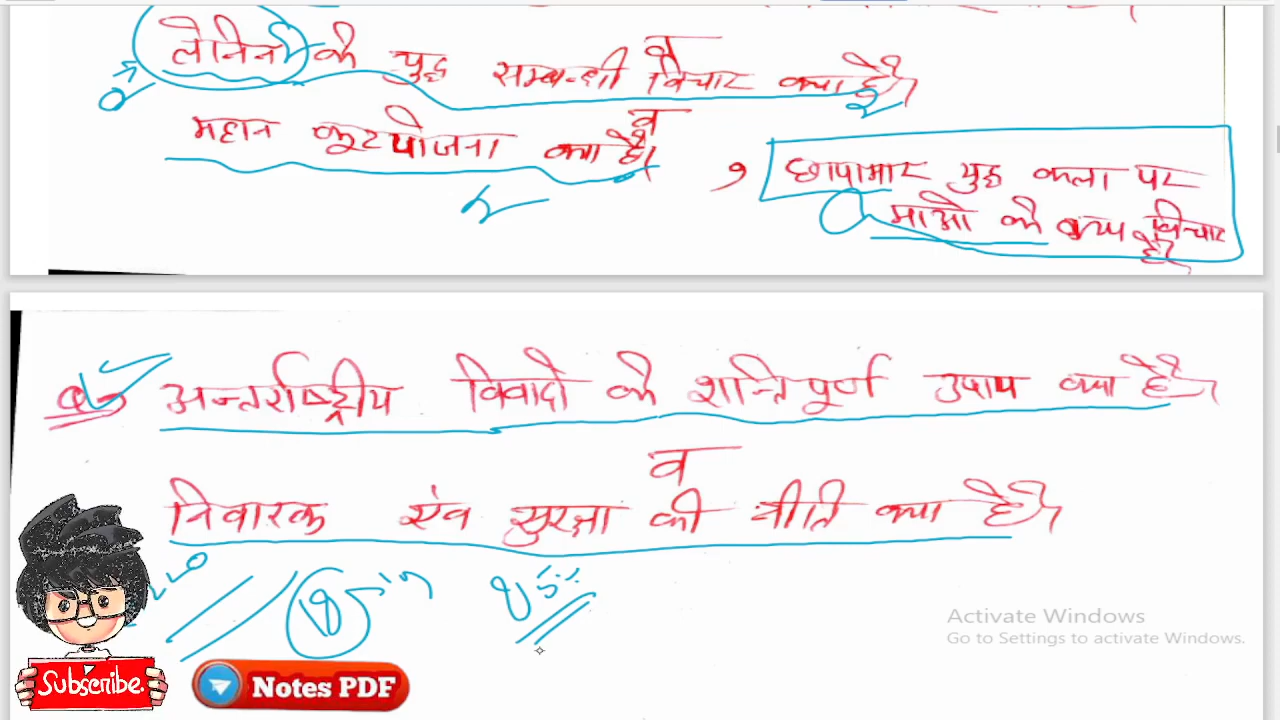 लेनिन के युद्ध सम्बन्धी विचार क्या है।
व
महान कूटयोजना क्या है।
व
छापामार युद्ध कला पर
माओ के विचार
है।
अन्तर्राष्ट्रीय विवादो के शान्तिपूर्ण उपाय क्या है।
व
निवारक एंव सुरक्षा की नीति क्या है।
Activate Windows
Go to Settings to activate Windows.
Subscribe.
Notes PDF